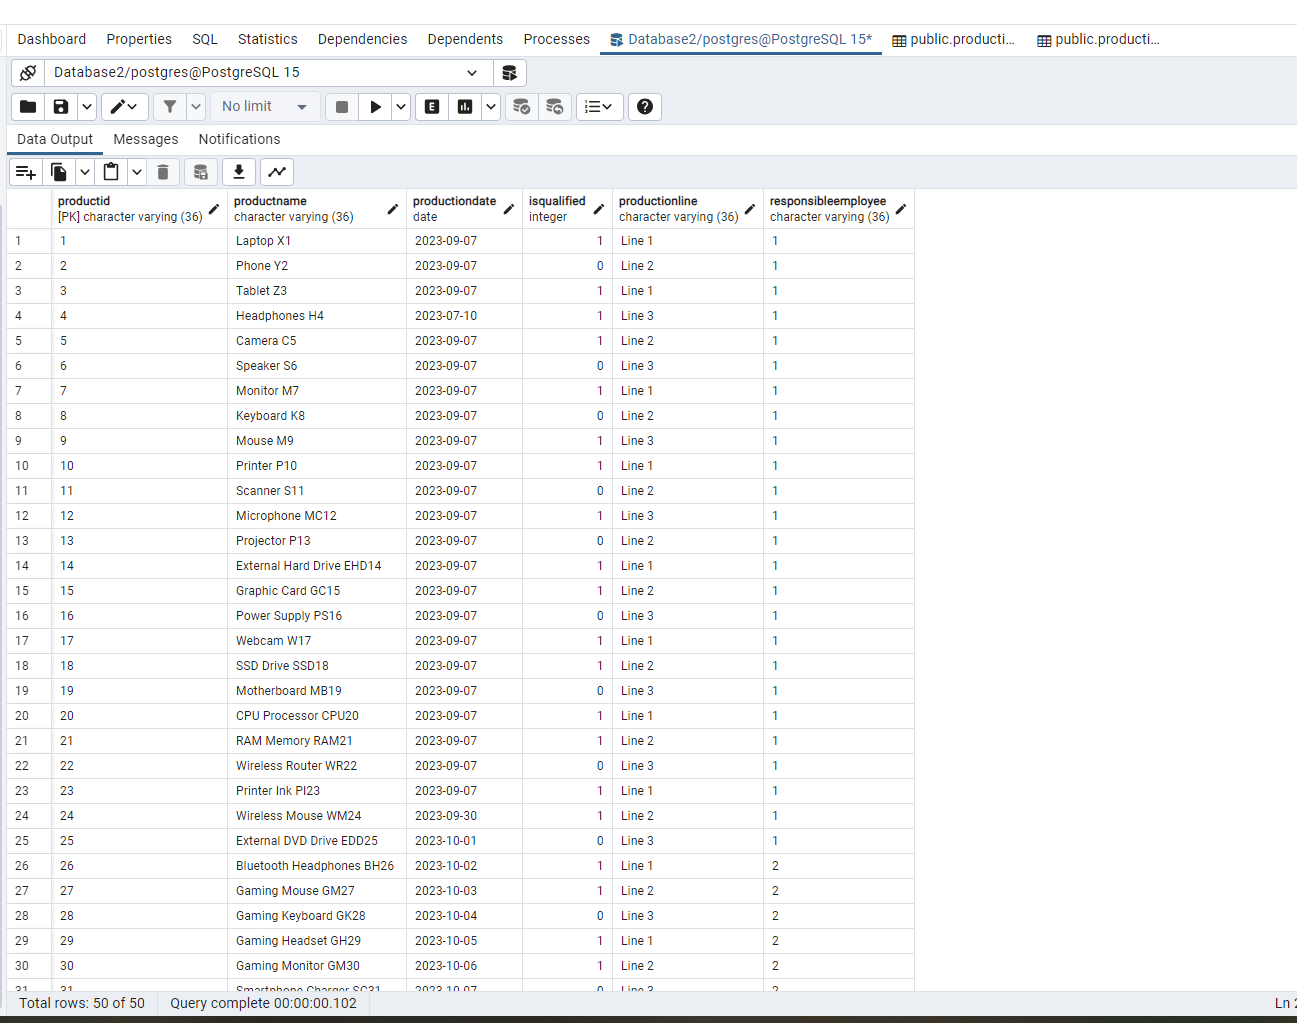 Dashboard Properties SQL Statistics Dependencies Dependents Processes Database2/postgres@PostgreSQL 15* public.producti... public.producti...
Database2/postgres@PostgreSQL 15
No limit E
Data Output Messages Notifications
productid productname productiondate isqualified productionline responsibleemployee
[PK] character varying (36) character varying (36) date integer character varying (36) character varying (36)
1 1 Laptop X1 2023-09-07 1 Line 1 1
2 2 Phone Y2 2023-09-07 0 Line 2 1
3 3 Tablet Z3 2023-09-07 1 Line 1 1
4 4 Headphones H4 2023-07-10 1 Line 3 1
5 5 Camera C5 2023-09-07 1 Line 2 1
6 6 Speaker S6 2023-09-07 0 Line 3 1
7 7 Monitor M7 2023-09-07 1 Line 1 1
8 8 Keyboard K8 2023-09-07 0 Line 2 1
9 9 Mouse M9 2023-09-07 1 Line 3 1
10 10 Printer P10 2023-09-07 1 Line 1 1
11 11 Scanner S11 2023-09-07 0 Line 2 1
12 12 Microphone MC12 2023-09-07 1 Line 3 1
13 13 Projector P13 2023-09-07 0 Line 2 1
14 14 External Hard Drive EHD14 2023-09-07 1 Line 1 1
15 15 Graphic Card GC15 2023-09-07 1 Line 2 1
16 16 Power Supply PS16 2023-09-07 0 Line 3 1
17 17 Webcam W17 2023-09-07 1 Line 1 1
18 18 SSD Drive SSD18 2023-09-07 1 Line 2 1
19 19 Motherboard MB19 2023-09-07 0 Line 3 1
20 20 CPU Processor CPU20 2023-09-07 1 Line 1 1
21 21 RAM Memory RAM21 2023-09-07 1 Line 2 1
22 22 Wireless Router WR22 2023-09-07 0 Line 3 1
23 23 Printer Ink PI23 2023-09-07 1 Line 1 1
24 24 Wireless Mouse WM24 2023-09-30 1 Line 2 1
25 25 External DVD Drive EDD25 2023-10-01 0 Line 3 1
26 26 Bluetooth Headphones BH26 2023-10-02 1 Line 1 2
27 27 Gaming Mouse GM27 2023-10-03 1 Line 2 2
28 28 Gaming Keyboard GK28 2023-10-04 0 Line 3 2
29 29 Gaming Headset GH29 2023-10-05 1 Line 1 2
30 30 Gaming Monitor GM30 2023-10-06 1 Line 2 2
31 31 Smartphone Charger SC31 2023-10-07 0 Line 3 2
Total rows: 50 of 50 Query complete 00:00:00.102 Ln